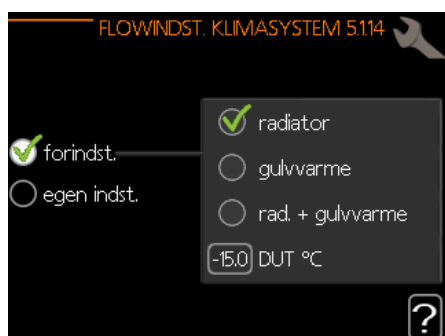 FLOWINDST. KLIMASYSTEM 5.1.14
radiator
forindst.
gulvvarme
egen indst.
rad. + gulvvarme
-15.0 DUT °C
?